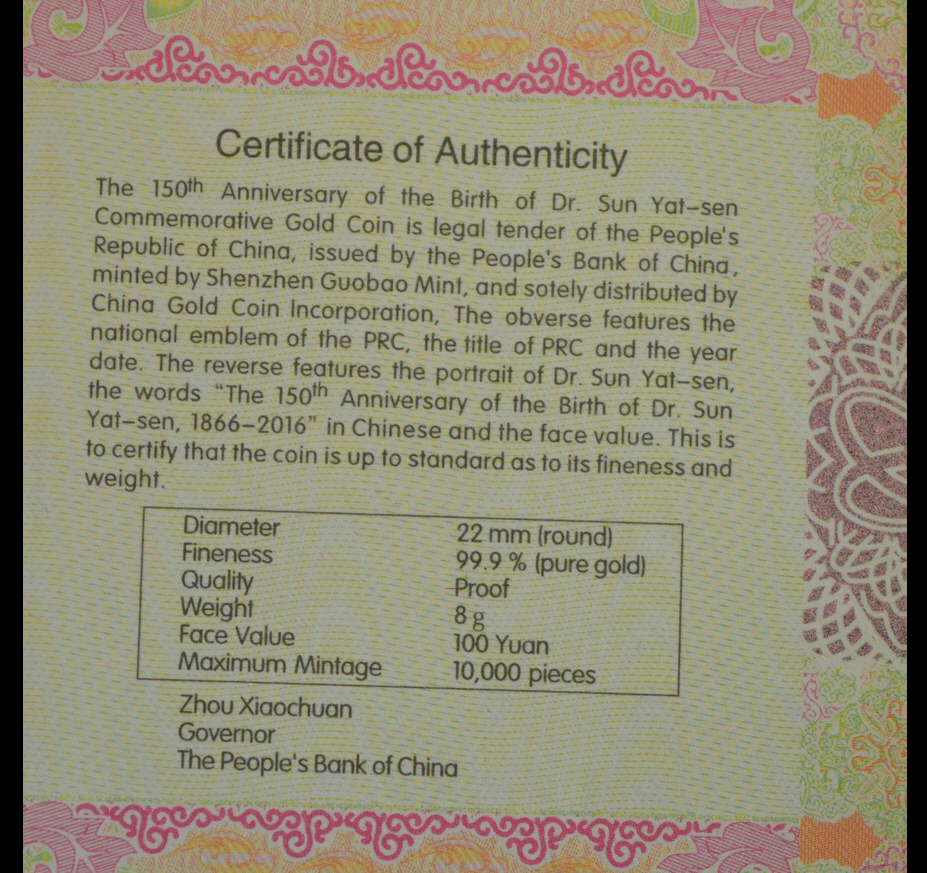 Certificate of Authenticity
The 150th Anniversary of the Birth of Dr. Sun Yat-sen
Commemorative Gold Coin is legal tender of the People's
Republic of China, issued by the People's Bank of China,
minted by Shenzhen Guobao Mint, and sotely distributed by
China Gold Coin Incorporation, The obverse features the
national emblem of the PRC, the title of PRC and the year
date. The reverse features the portrait of Dr. Sun Yat-sen,
the words "The 150th Anniversary of the Birth of Dr. Sun
Yat-sen, 1866-2016" in Chinese and the face value. This is
to certify that the coin is up to standard as to its fineness and
weight.
Diameter 22 mm (round)
Fineness 99.9 % (pure gold)
Quality Proof
Weight 8 g
Face Value 100 Yuan
Maximum Mintage 10,000 pieces
Zhou Xiaochuan
Governor
The People's Bank of China